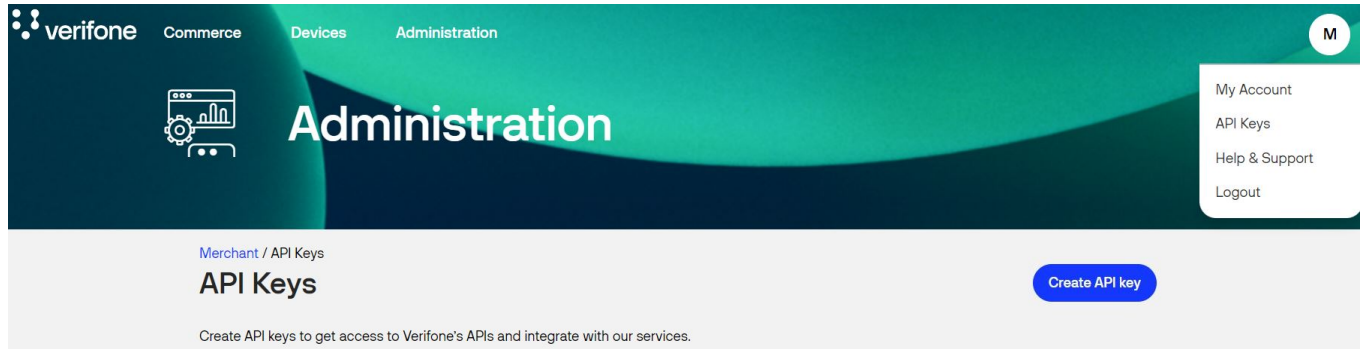 verifone Commerce Devices Administration M
Administration
My Account
API Keys
Help & Support
Logout
Merchant / API Keys
API Keys
Create API key
Create API keys to get access to Verifone's APIs and integrate with our services.